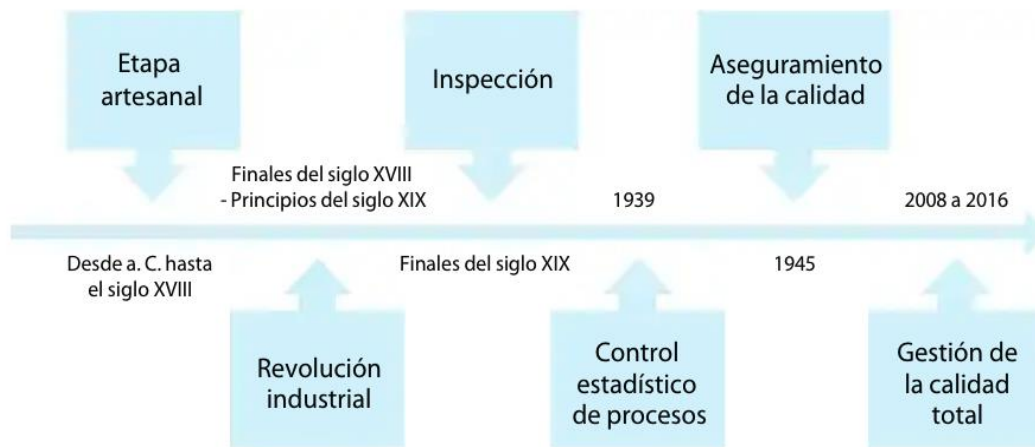 Etapa
artesanal
Inspección
Aseguramiento
de la calidad
Finales del siglo XVIII
- Principios del siglo XIX
1939
2008 a 2016
Desde a. C. hasta
el siglo XVIII
Finales del siglo XIX
1945
Revolución
industrial
Control
estadístico
de procesos
Gestión de
la calidad
total